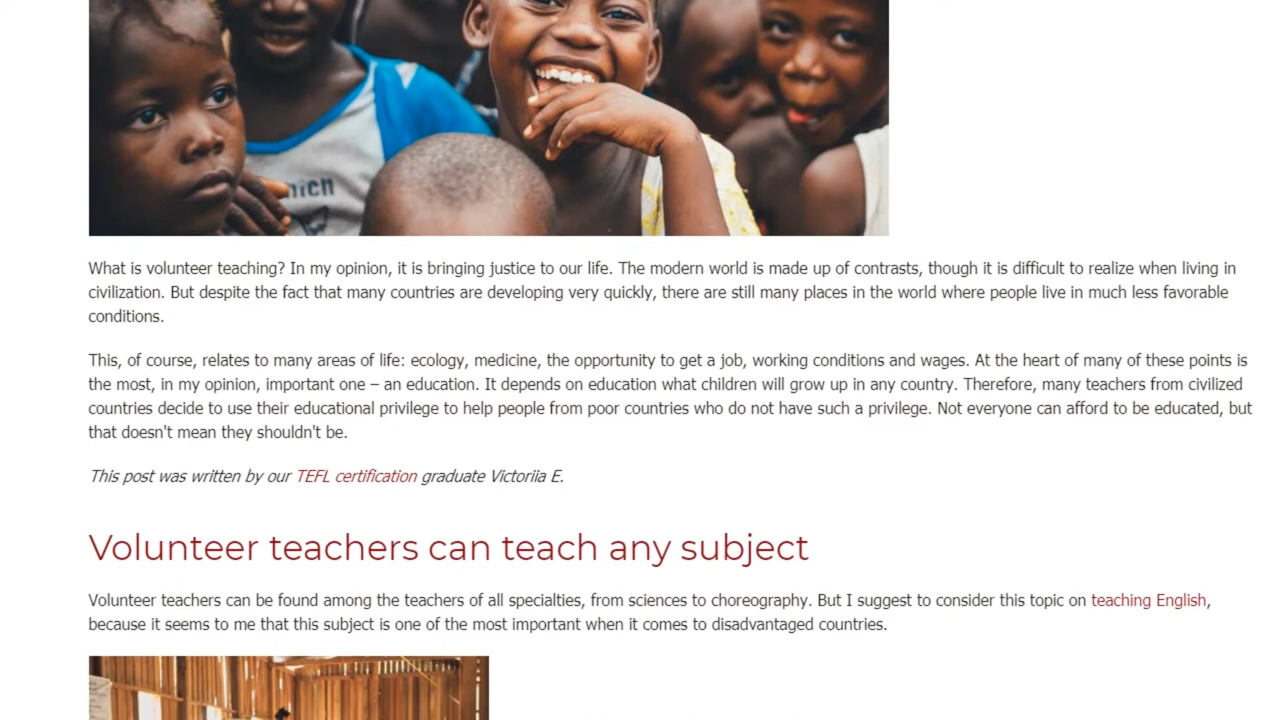 nich
What is volunteer teaching? In my opinion, it is bringing justice to our life. The modern world is made up of contrasts, though it is difficult to realize when living in
civilization. But despite the fact that many countries are developing very quickly, there are still many places in the world where people live in much less favorable
conditions.
This, of course, relates to many areas of life: ecology, medicine, the opportunity to get a job, working conditions and wages. At the heart of many of these points is
the most, in my opinion, important one – an education. It depends on education what children will grow up in any country. Therefore, many teachers from civilized
countries decide to use their educational privilege to help people from poor countries who do not have such a privilege. Not everyone can afford to be educated, but
that doesn't mean they shouldn't be.
This post was written by our TEFL certification graduate Victoriia E.
Volunteer teachers can teach any subject
Volunteer teachers can be found among the teachers of all specialties, from sciences to choreography. But I suggest to consider this topic on teaching English,
because it seems to me that this subject is one of the most important when it comes to disadvantaged countries.